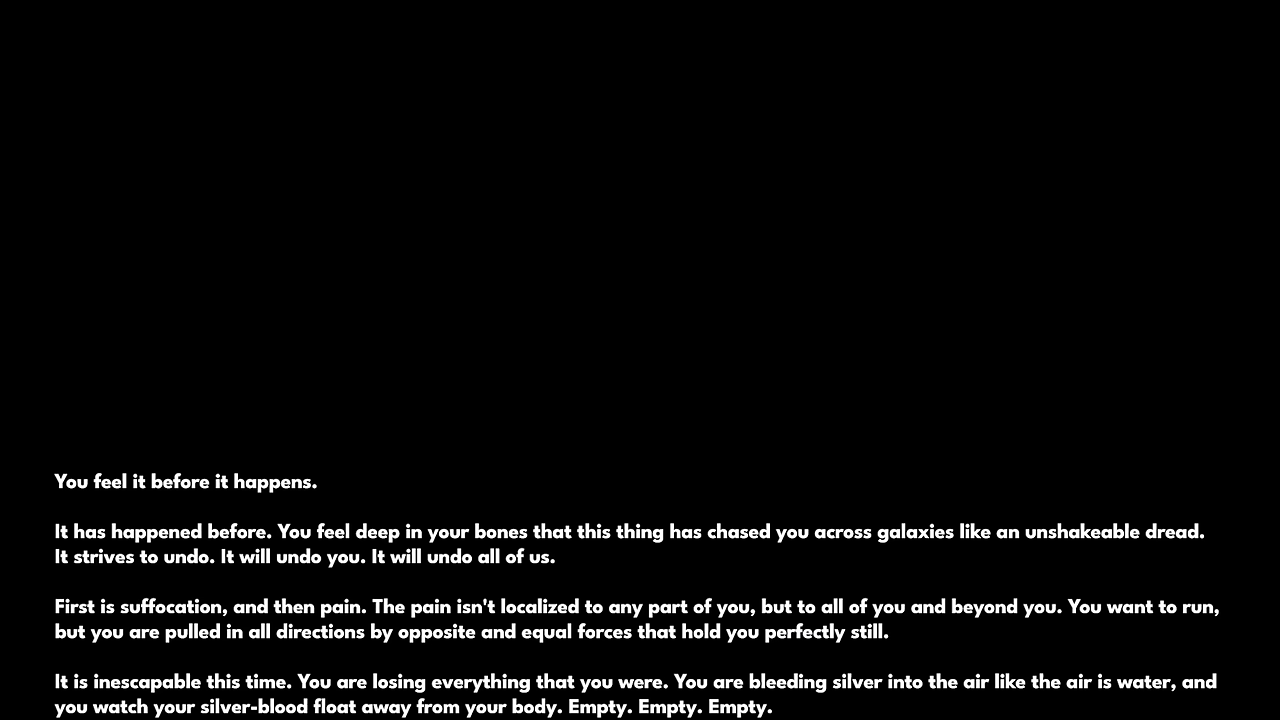 You feel it before it happens.
It has happened before. You feel deep in your bones that this thing has chased you across galaxies like an unshakeable dread.
It strives to undo. It will undo you. It will undo all of us.
First is suffocation, and then pain. The pain isn't localized to any part of you, but to all of you and beyond you. You want to run,
but you are pulled in all directions by opposite and equal forces that hold you perfectly still.
It is inescapable this time. You are losing everything that you were. You are bleeding silver into the air like the air is water, and
you watch your silver-blood float away from your body. Empty. Empty. Empty.